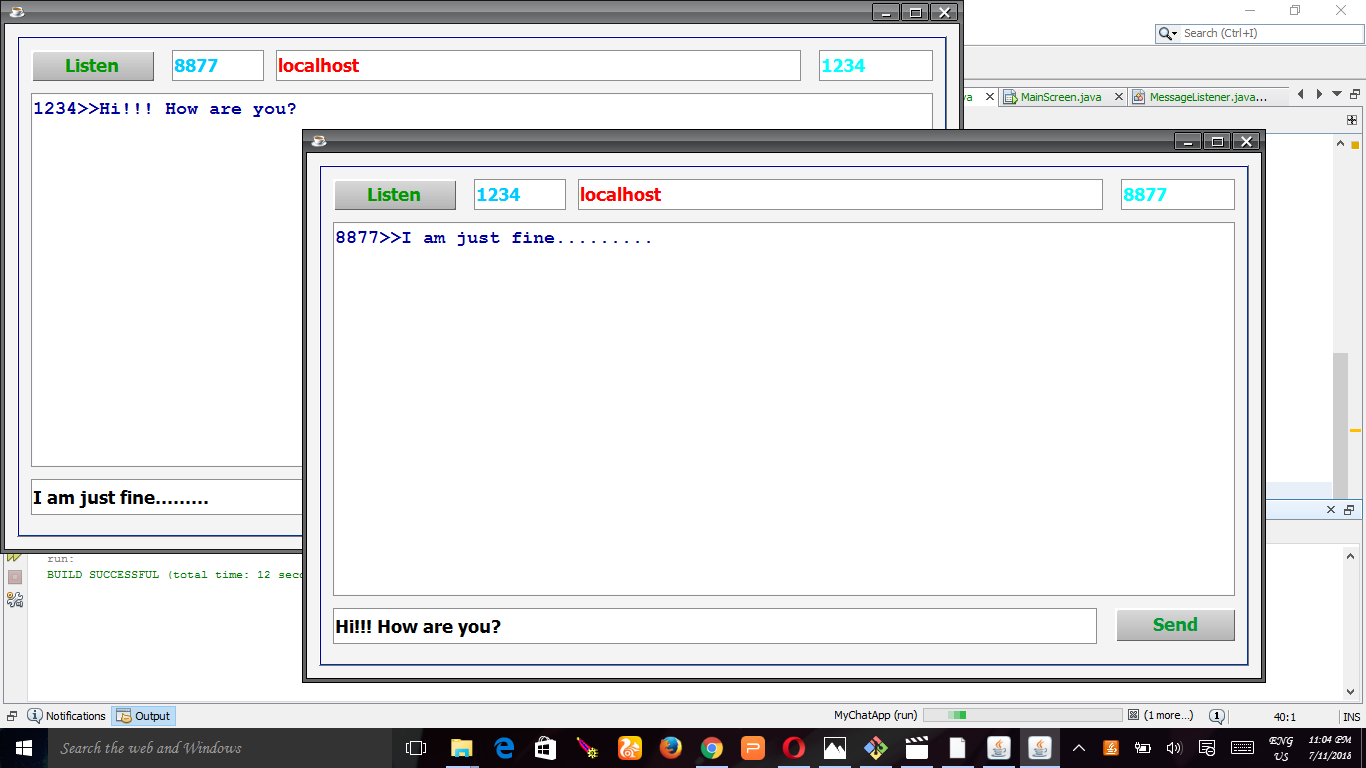 Search (Ctrl+I)
Listen 8877 localhost 1234
MainScreen.java MessageListener.java...
1234>>Hi!!! How are you?
Listen 1234 localhost 8877
8877>>I am just fine.........
I am just fine.........
run:
BUILD SUCCESSFUL (total time: 12
Hi!!! How are you? Send
Notifications Output MyChatApp (run) (1 more...) 1 40:1 INS
Search the web and Windows
ENG 11:04 PM
US 7/11/2018